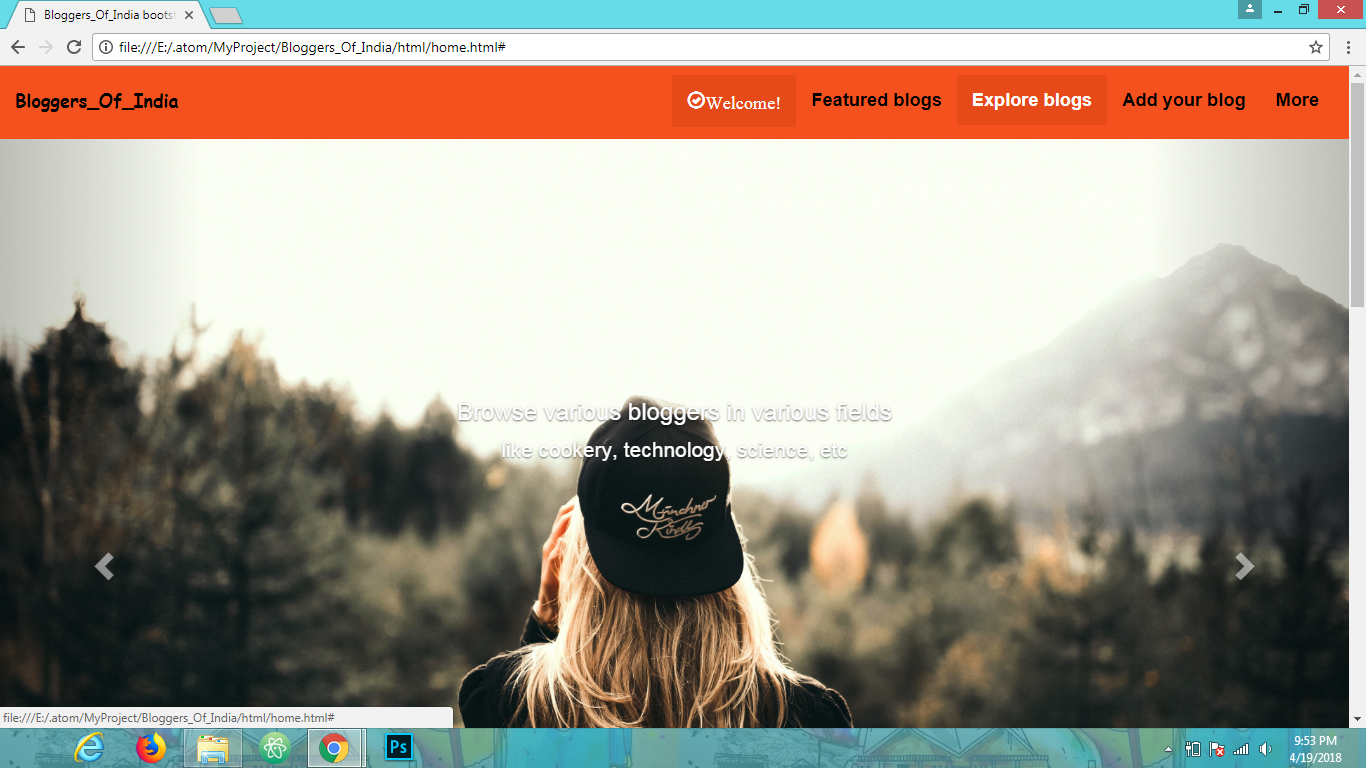 Bloggers_Of_India boots
file:///E:/.atom/MyProject/Bloggers_Of_India/html/home.html#
Bloggers_Of_India
Welcome!
Featured blogs
Explore blogs
Add your blog
More
Browse various bloggers in various fields
like cookery, technology, science, etc
Münchner
Kindl
file:///E:/.atom/MyProject/Bloggers_Of_India/html/home.html#
Ps
9:53 PM
4/19/2018